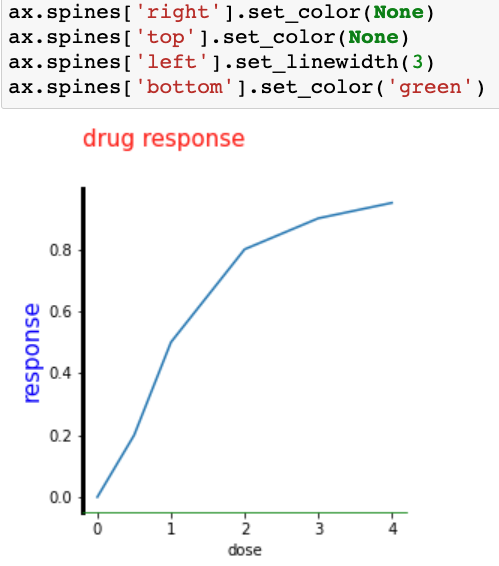 ax.spines['right'].set_color(None)
ax.spines['top'].set_color(None)
ax.spines['left'].set_linewidth(3)
ax.spines['bottom'].set_color('green')
drug response
response
0.8
0.6
0.4
0.2
0.0
0 1 2 3 4
dose